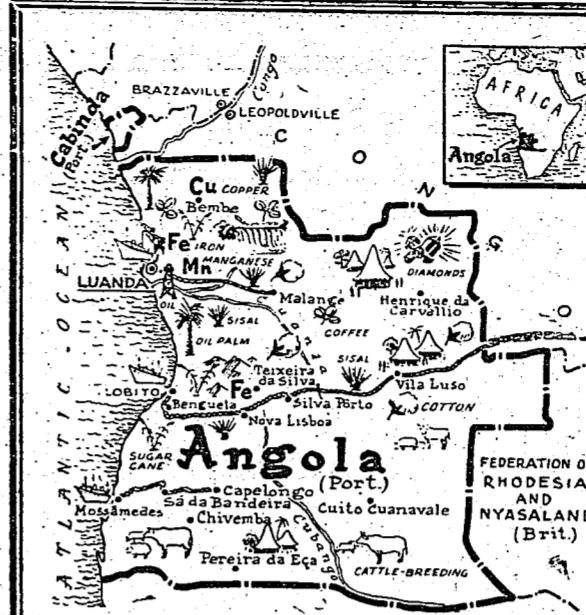 BRAZZAVILLE
LEOPOLDVILLE
Congo
AFRICA
Angola
Cabinda
(Port.)
C
O
N
G
O
Cu COPPER
Bembe
Fe IRON
Mn MANGANESE
DIAMONDS
LUANDA
OIL
Malange
Henrique da
Carvallio
SISAL
Cuanza
COFFEE
OIL PALM
SISAL
Teixeira
da Silva
Vila Luso
LOBITO
Fe
Benguela
Silva Pôrto
COTTON
Nova Lisboa
SUGAR
CANE
Angola
(Port.)
FEDERATION O
RHODESIA
AND
NYASALAND
(Brit.)
Capelongo
Mossâmedes
Sá da Bandeira
Cuito Cuanavale
Chivemba
Cubango
Pereira da Eça
CATTLE-BREEDING
ATLANTIC-OCEAN